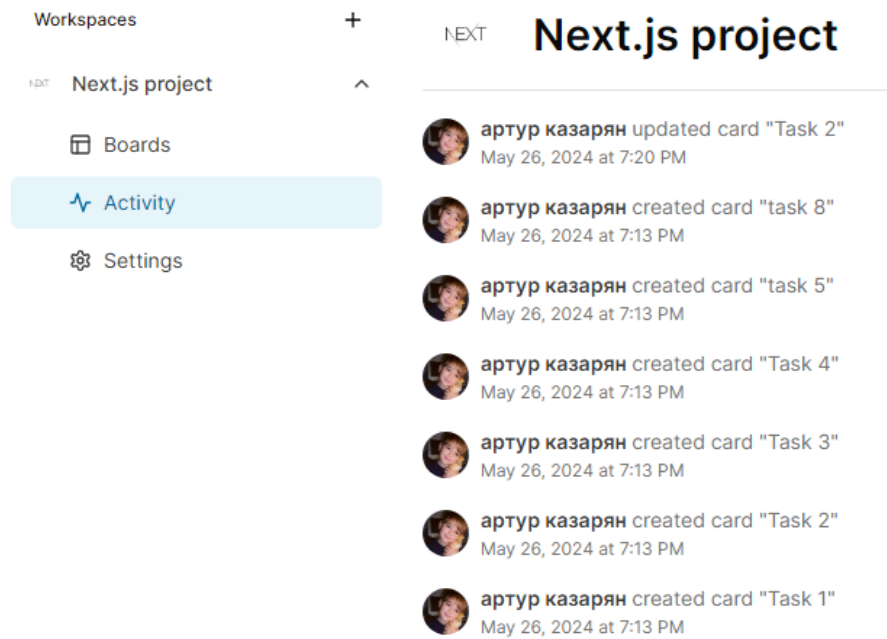 Workspaces
NEXT
Next.js project
Boards
Activity
Settings
NEXT
Next.js project
артур казарян updated card "Task 2"
May 26, 2024 at 7:20 PM
артур казарян created card "task 8"
May 26, 2024 at 7:13 PM
артур казарян created card "task 5"
May 26, 2024 at 7:13 PM
артур казарян created card "Task 4"
May 26, 2024 at 7:13 PM
артур казарян created card "Task 3"
May 26, 2024 at 7:13 PM
артур казарян created card "Task 2"
May 26, 2024 at 7:13 PM
артур казарян created card "Task 1"
May 26, 2024 at 7:13 PM